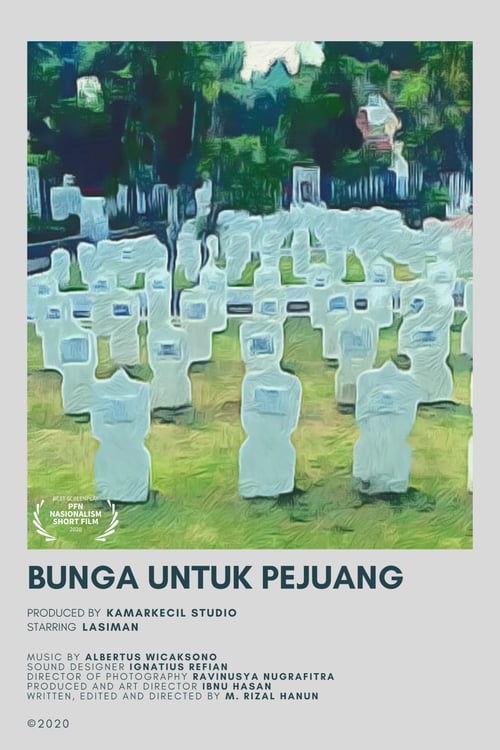 BEST SCREENPLAY
PFN
NASIONALISM
SHORT FILM
2020
BUNGA UNTUK PEJUANG
PRODUCED BY KAMARKECIL STUDIO
STARRING LASIMAN
MUSIC BY ALBERTUS WICAKSONO
SOUND DESIGNER IGNATIUS REFIAN
DIRECTOR OF PHOTOGRAPHY RAVINUSYA NUGRAFITRA
PRODUCED AND ART DIRECTOR IBNU HASAN
WRITTEN, EDITED AND DIRECTED BY M. RIZAL HANUN
©2020